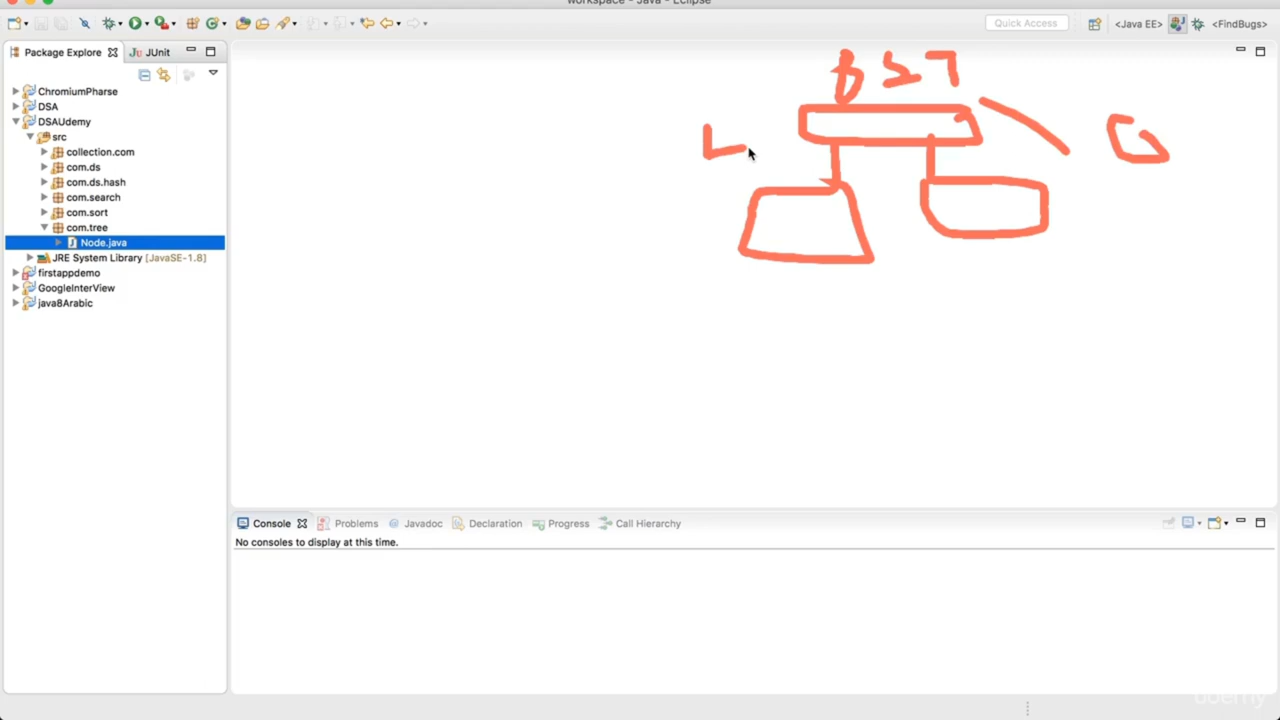 workspace - Java - Eclipse
Quick Access
<Java EE>
<FindBugs>
Package Explorer
JUnit
ChromiumPharse
DSA
DSAUdemy
src
collection.com
com.ds
com.ds.hash
com.search
com.sort
com.tree
Node.java
JRE System Library [JavaSE-1.8]
firstappdemo
GoogleInterView
java8Arabic
BST
L
Console
Problems
@ Javadoc
Declaration
Progress
Call Hierarchy
No consoles to display at this time.
udemy